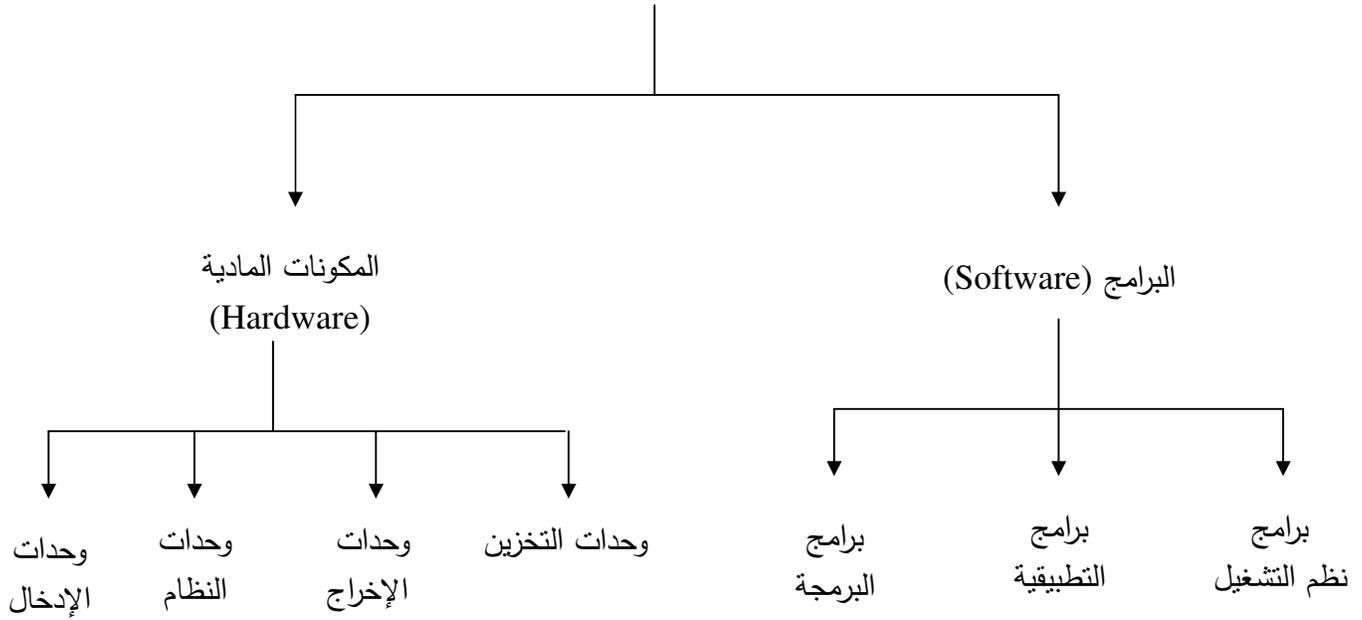 البرامج (Software)
المكونات المادية
(Hardware)
برامج
نظم التشغيل
برامج
التطبيقية
برامج
البرمجة
وحدات التخزين
وحدات
الإخراج
وحدات
النظام
وحدات
الإدخال